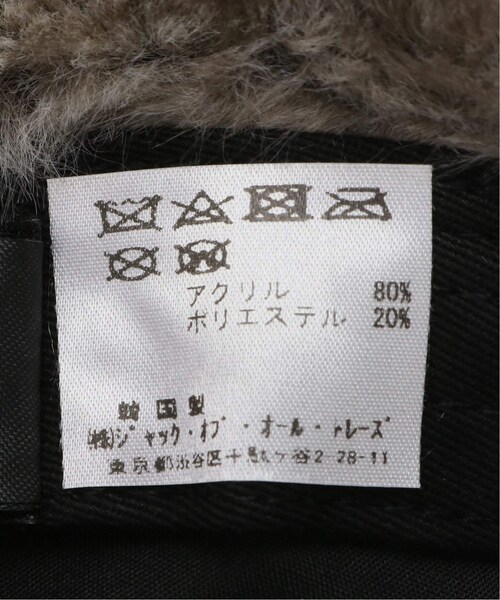 アクリル 80%
ポリエステル 20%
韓国製
(株)ジャック・オブ・オール・トレーズ
東京都渋谷区千駄ヶ谷2-28-11